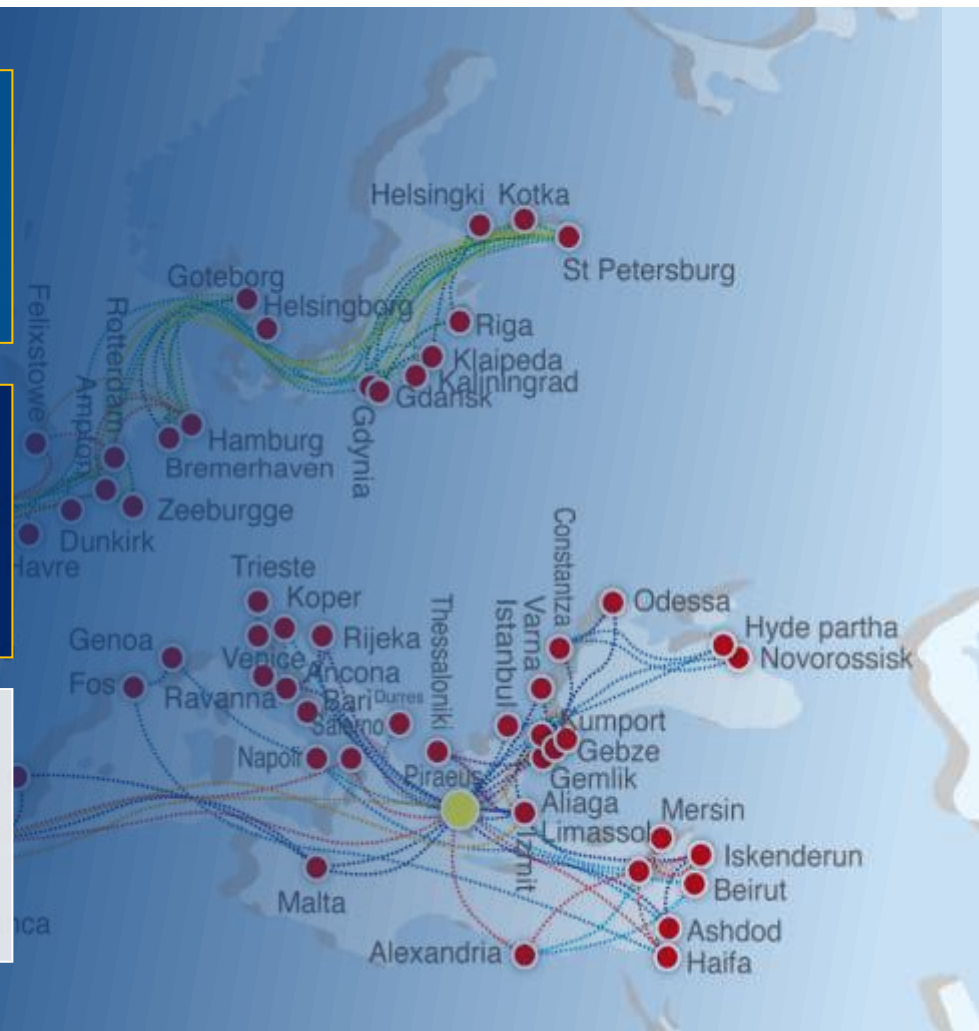 Helsingki Kotka
St Petersburg
Goteborg
Helsingborg
Felixstowe
Rotterdam
Riga
Klaipeda
Kaliningrad
Gdansk
Gdynia
Hamburg
Bremerhaven
Zeeburgge
Dunkirk
Havre
Trieste
Koper
Constantza
Thessaloniki
Istanbul
Varna
Odessa
Genoa
Rijeka
Hyde partha
Venice
Ancona
Novorossisk
Fos
Ravanna
Bari
Durres
Salerno
Kumport
Napoli
Gebze
Piraeus
Gemlik
Aliaga
Mersin
Limassol
Izmit
Iskenderun
Beirut
Malta
Ashdod
Alexandria
Haifa